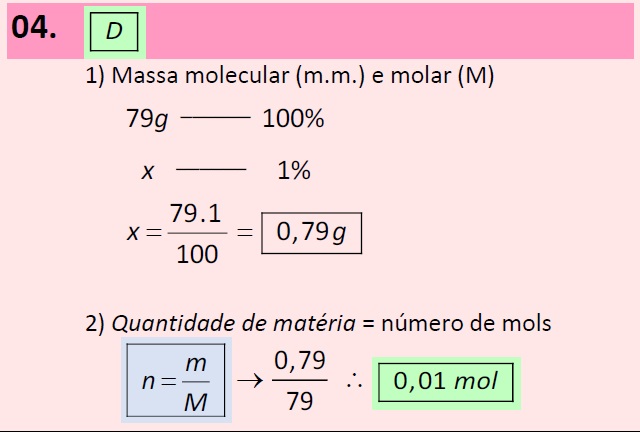 04. D
1) Massa molecular (m.m.) e molar (M)
79g ——— 100%
x ——— 1%
x = 79.1/100 = 0,79g
2) Quantidade de matéria = número de mols
n = m/M → 0,79/79 ∴ 0,01 mol